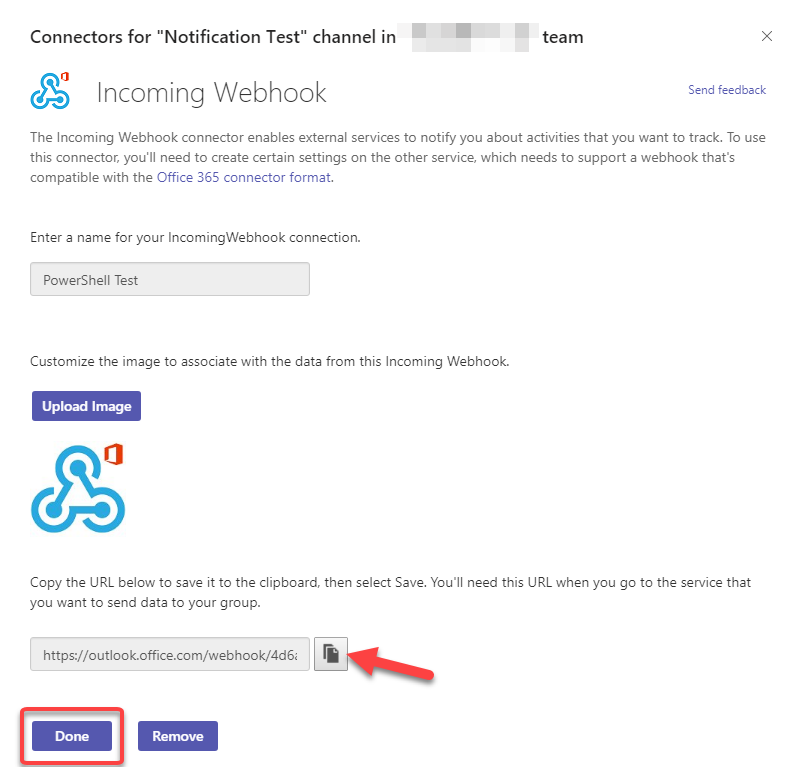 Connectors for "Notification Test" channel in team
Incoming Webhook
Send feedback
The Incoming Webhook connector enables external services to notify you about activities that you want to track. To use
this connector, you'll need to create certain settings on the other service, which needs to support a webhook that's
compatible with the Office 365 connector format.
Enter a name for your IncomingWebhook connection.
PowerShell Test
Customize the image to associate with the data from this Incoming Webhook.
Upload Image
Copy the URL below to save it to the clipboard, then select Save. You'll need this URL when you go to the service that
you want to send data to your group.
https://outlook.office.com/webhook/4d6
Done
Remove